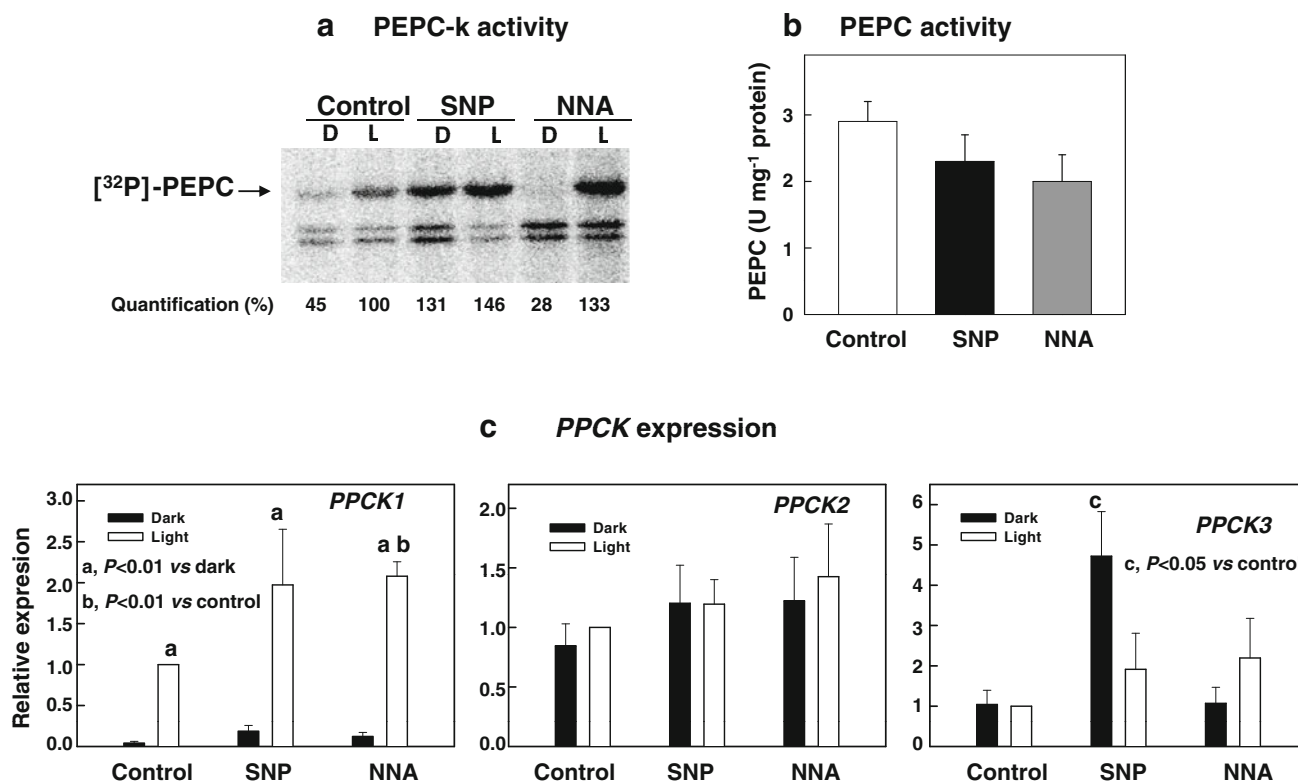 a PEPC-k activity
Control SNP NNA
D L D L D L
[³²P]-PEPC
Quantification (%) 45 100 131 146 28 133
b PEPC activity
PEPC (U mg⁻¹ protein)
3
2
1
0
Control SNP NNA
c PPCK expression
Relative expresion
3.0
2.5
2.0
1.5
1.0
0.5
0.0
PPCK1
Dark
Light
a, P<0.01 vs dark
b, P<0.01 vs control
a
a
a b
Control SNP NNA
2.0
1.5
1.0
0.5
0.0
PPCK2
Dark
Light
Control SNP NNA
6
5
4
3
2
1
0
c
PPCK3
Dark
Light
c, P<0.05 vs control
Control SNP NNA